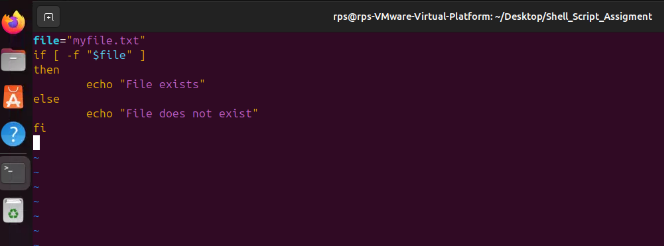 rps@rps-VMware-Virtual-Platform: ~/Desktop/Shell_Script_Assigment
file="myfile.txt"
if [ -f "$file" ]
then
        echo "File exists"
else
        echo "File does not exist"
fi
~
~
~
~
~
~
~